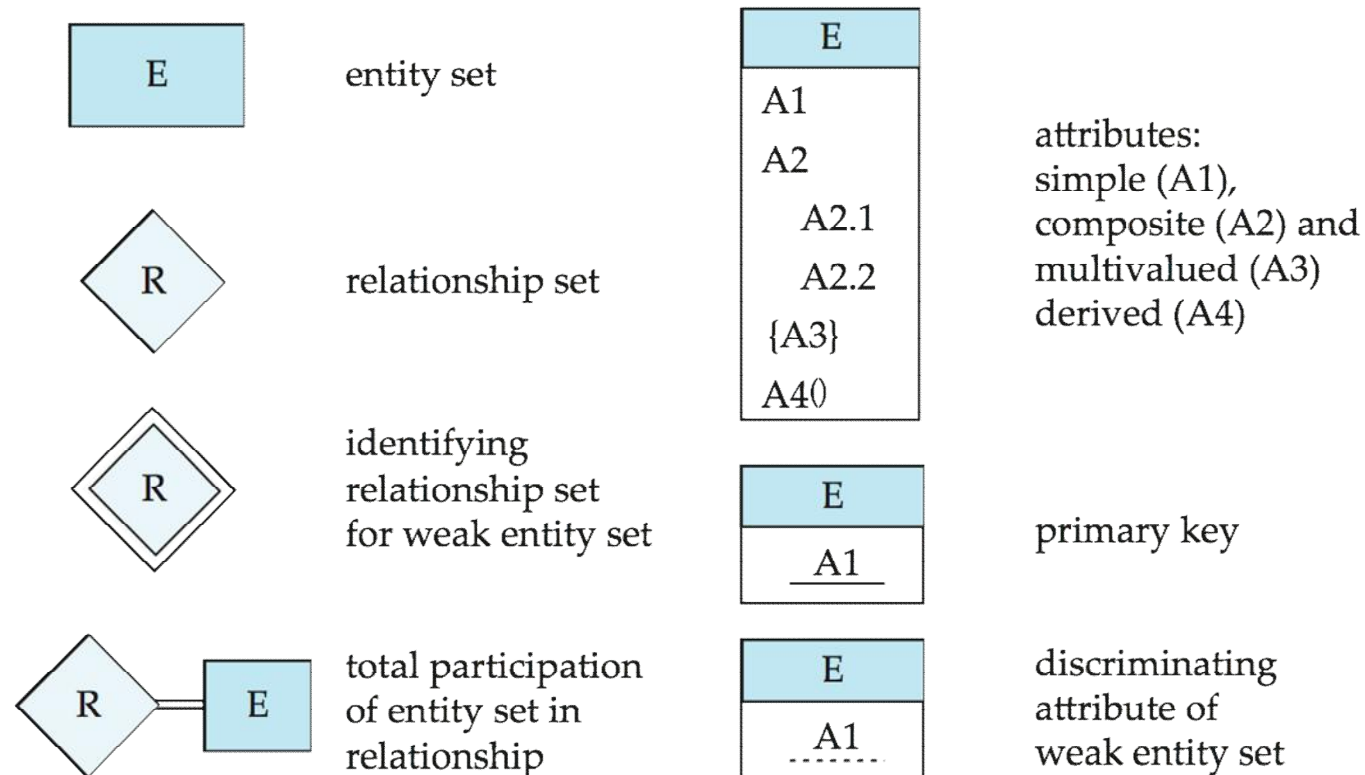 E
entity set
R
relationship set
R
identifying
relationship set
for weak entity set
R
E
total participation
of entity set in
relationship
E
A1
A2
A2.1
A2.2
{A3}
A4()
attributes:
simple (A1),
composite (A2) and
multivalued (A3)
derived (A4)
E
A1
primary key
E
A1
discriminating
attribute of
weak entity set